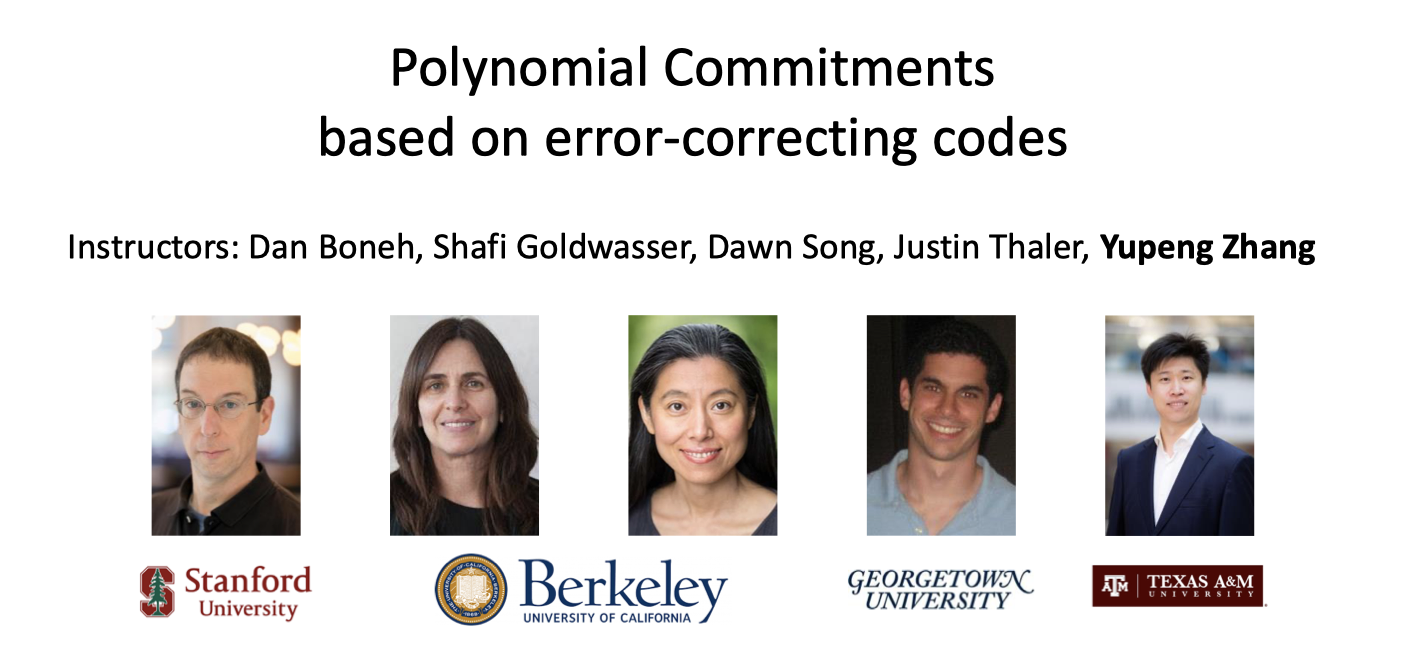 Polynomial Commitments
based on error-correcting codes
Instructors: Dan Boneh, Shafi Goldwasser, Dawn Song, Justin Thaler, Yupeng Zhang
Stanford
University
Berkeley
UNIVERSITY OF CALIFORNIA
GEORGETOWN
UNIVERSITY
ATM
TEXAS A&M
UNIVERSITY